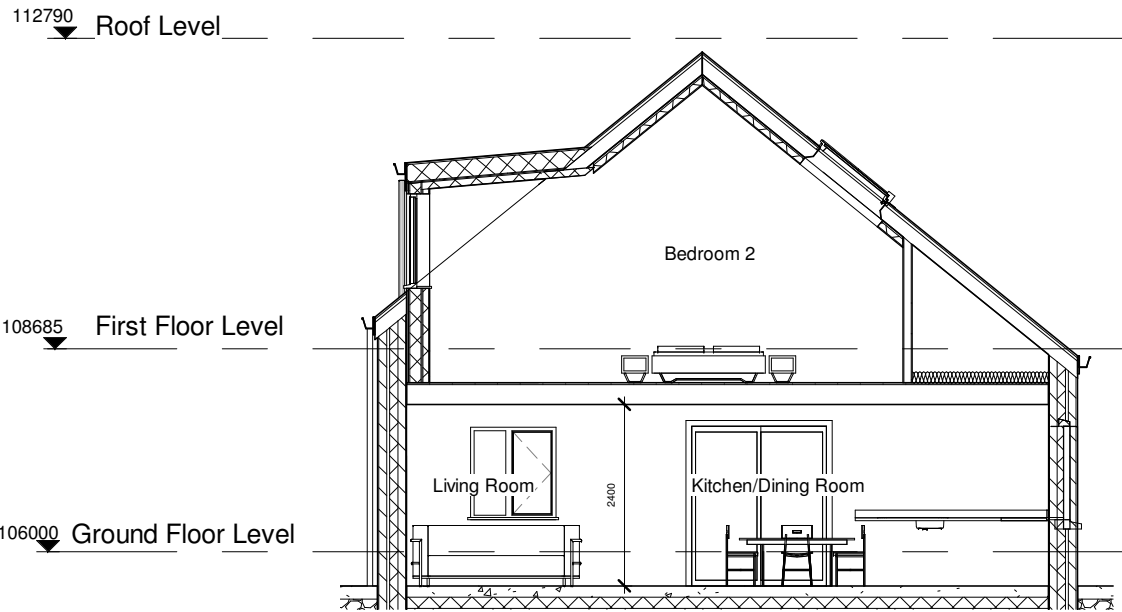 112790
Roof Level
Bedroom 2
108685
First Floor Level
Living Room
2400
Kitchen/Dining Room
106000
Ground Floor Level